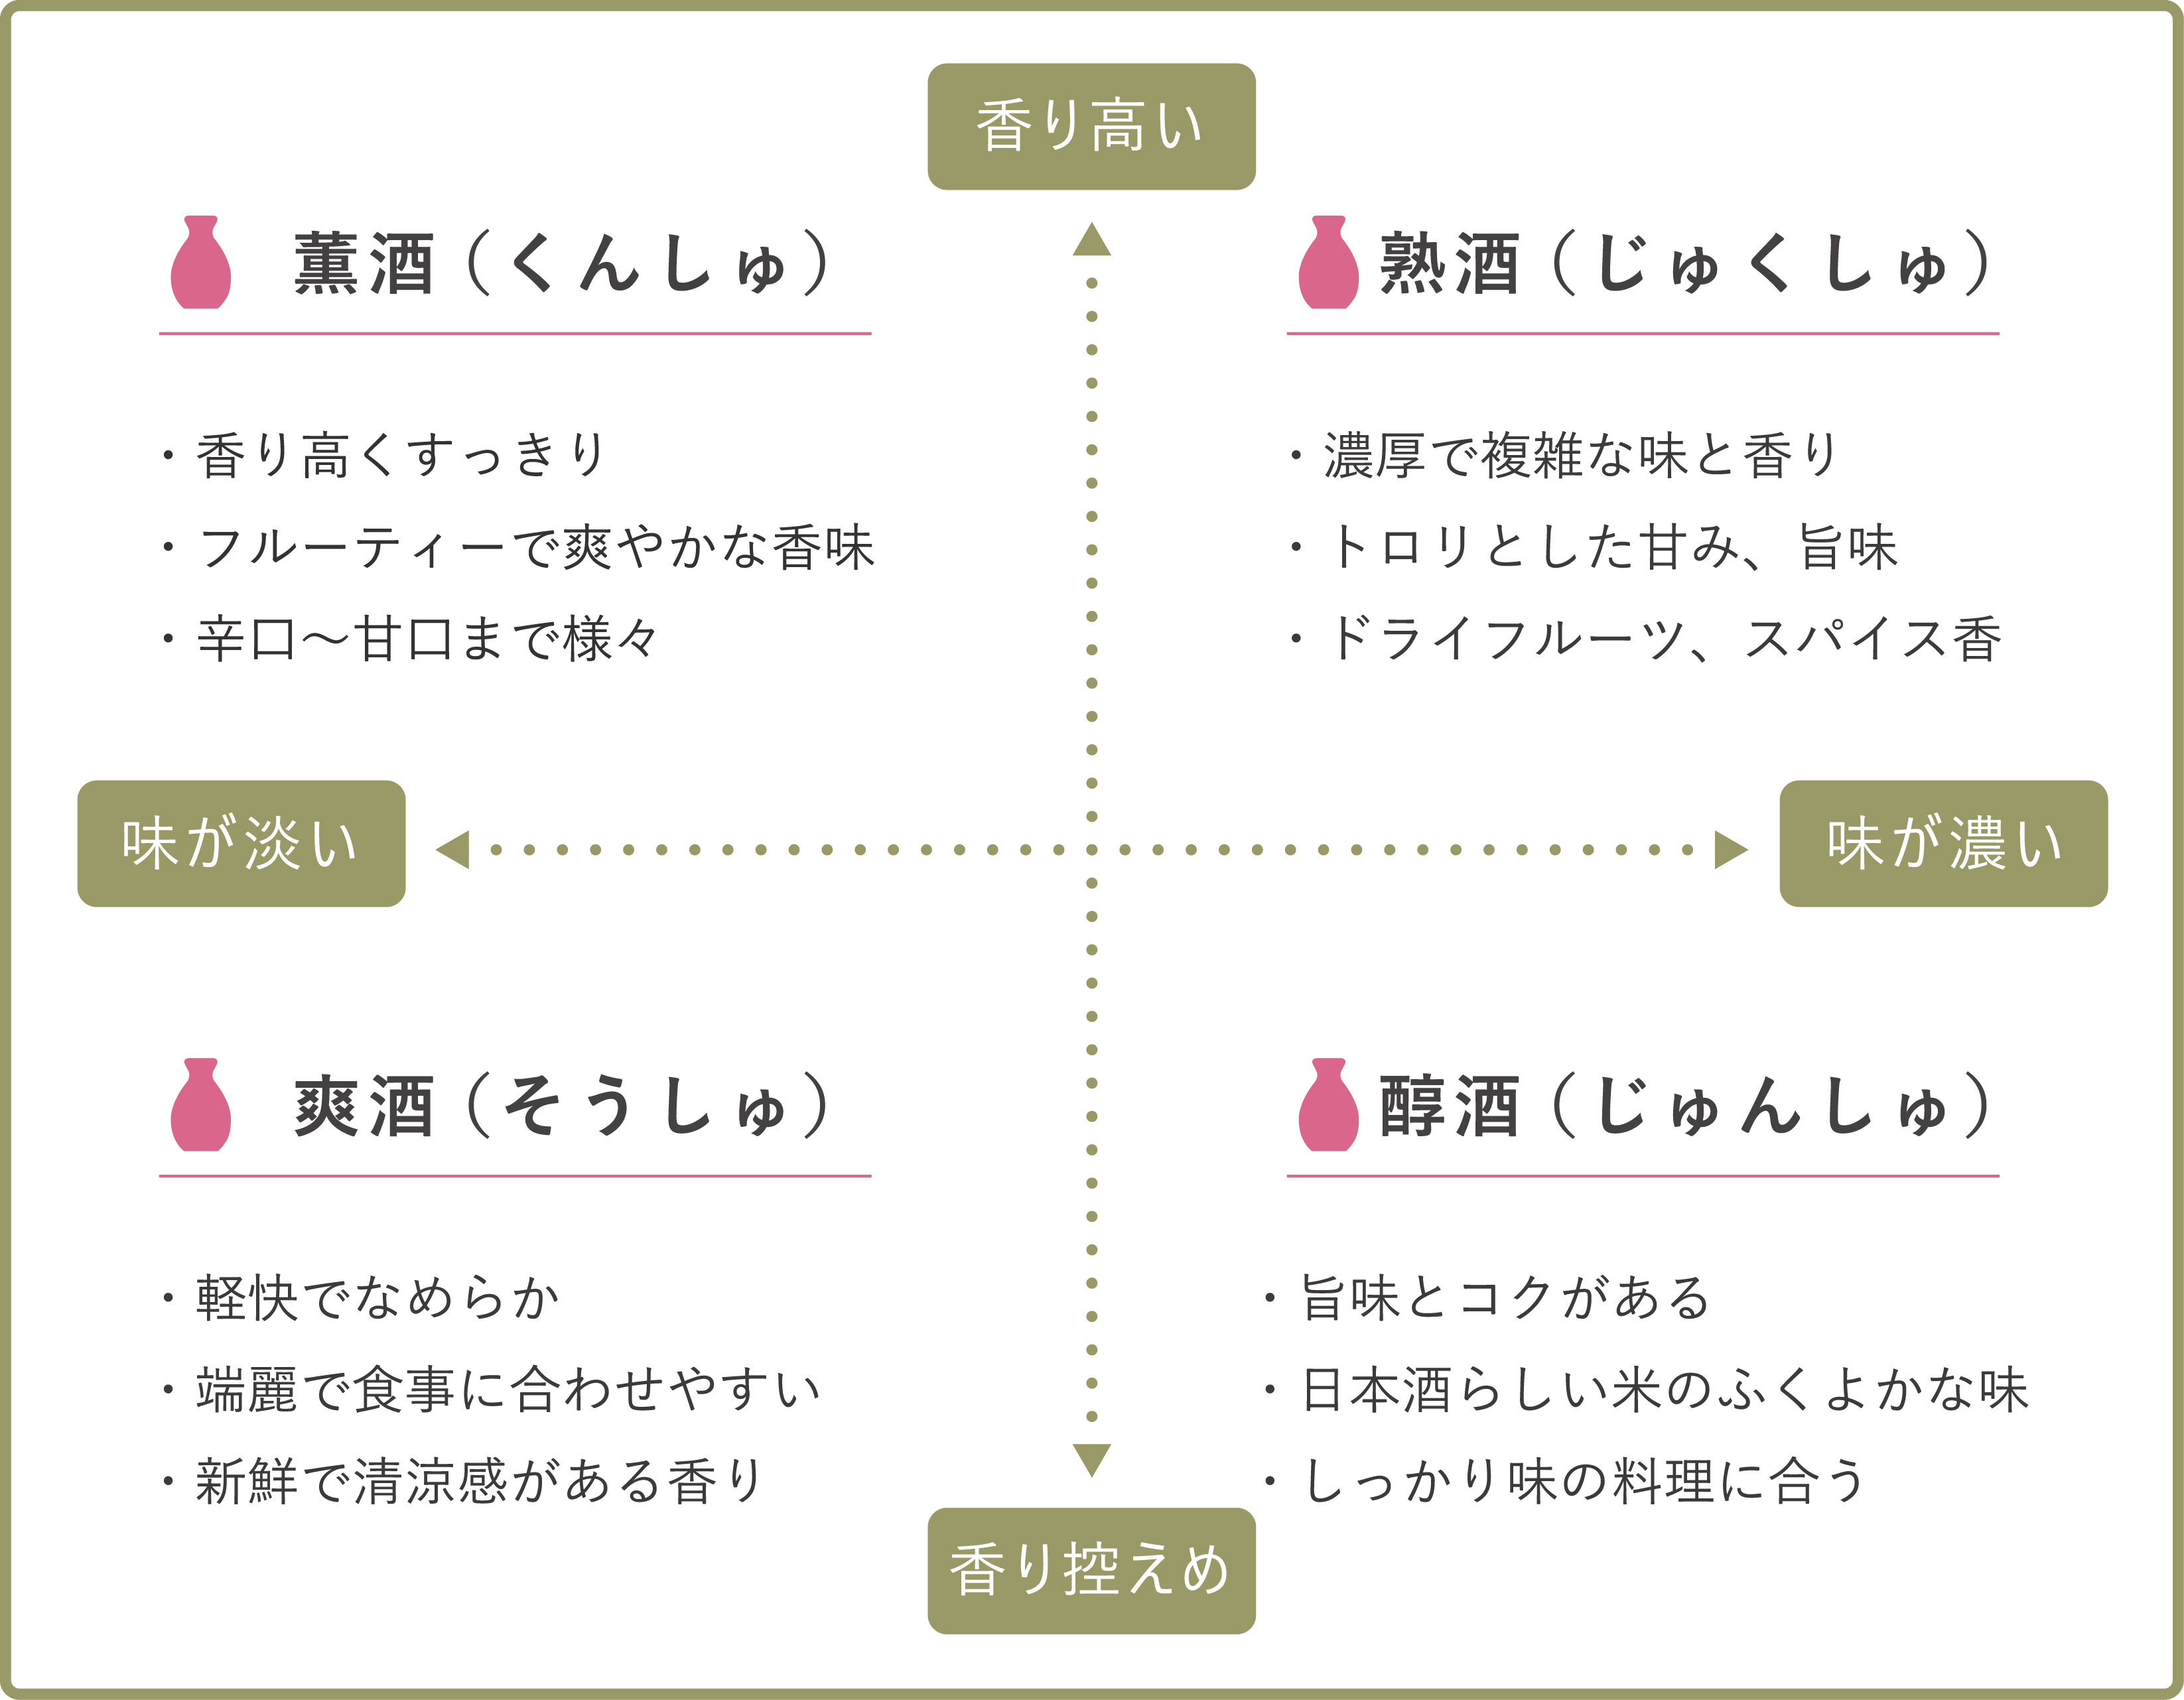 香り高い
薫酒（くんしゅ）
・香り高くすっきり
・フルーティーで爽やかな香味
・辛口〜甘口まで様々
熟酒（じゅくしゅ）
・濃厚で複雑な味と香り
・トロリとした甘み、旨味
・ドライフルーツ、スパイス香
味が淡い
味が濃い
爽酒（そうしゅ）
・軽快でなめらか
・端麗で食事に合わせやすい
・新鮮で清涼感がある香り
醇酒（じゅんしゅ）
・旨味とコクがある
・日本酒らしい米のふくよかな味
・しっかり味の料理に合う
香り控えめ